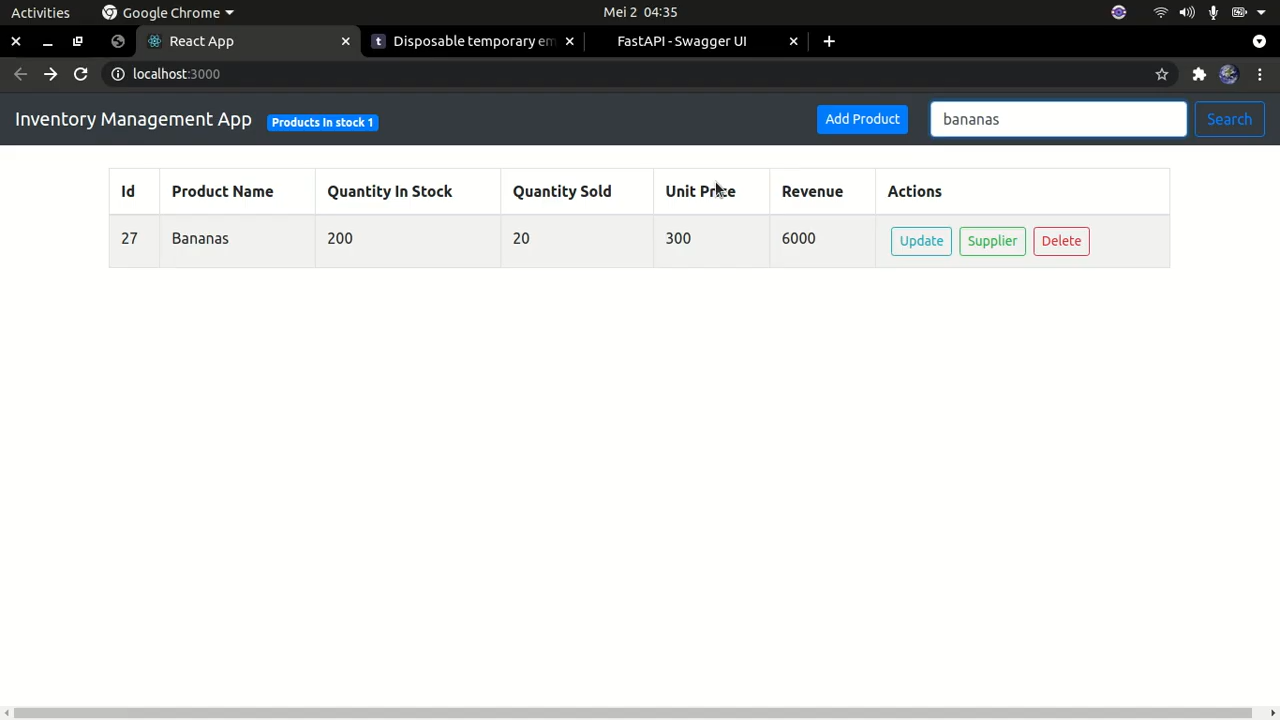 Activities Google Chrome Mei 2 04:35
React App Disposable temporary em FastAPI - Swagger UI
localhost:3000
Inventory Management App Products In stock 1 Add Product bananas Search
Id Product Name Quantity In Stock Quantity Sold Unit Price Revenue Actions
27 Bananas 200 20 300 6000 Update Supplier Delete